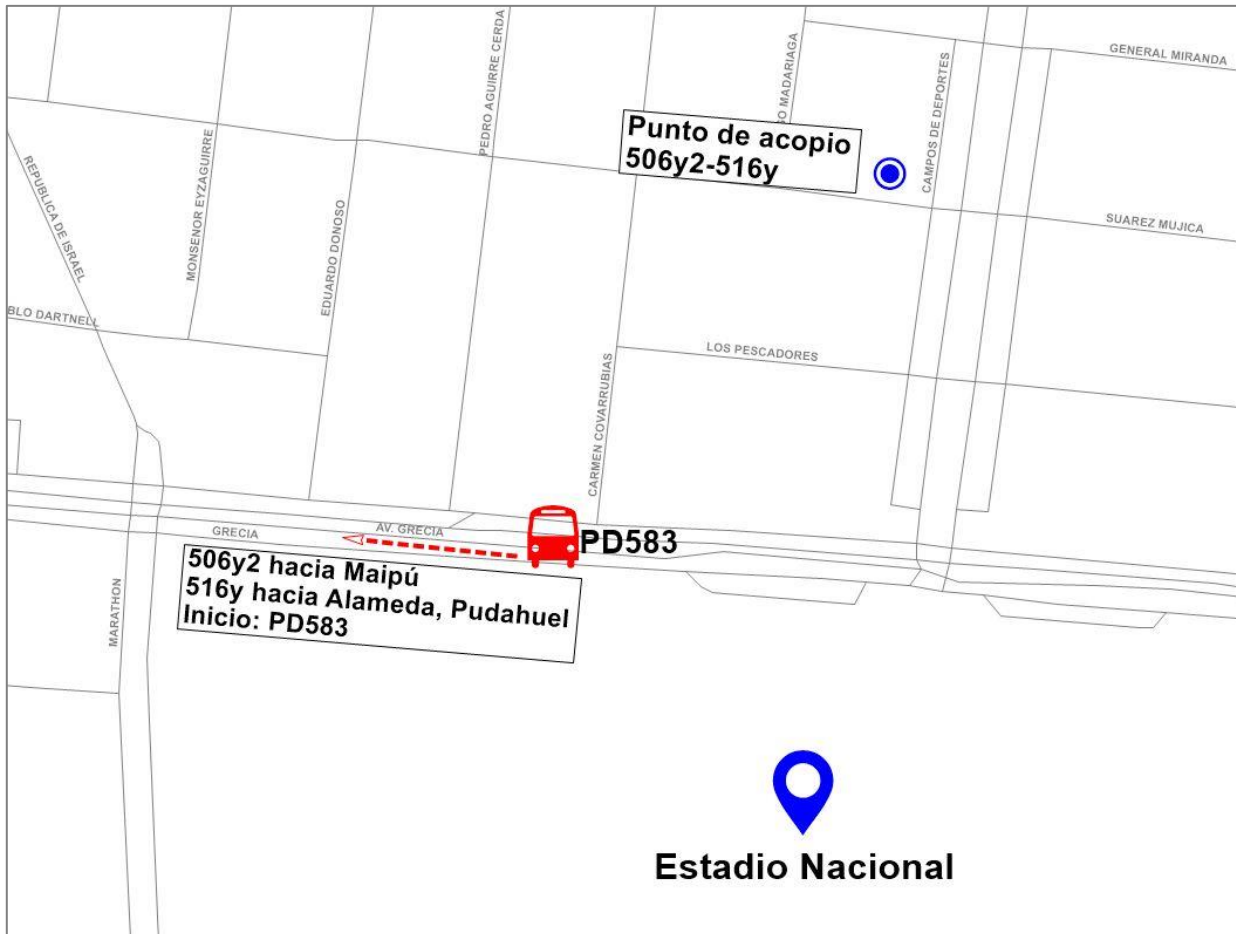 GENERAL MIRANDA
PEDRO AGUIRRE CERDA
O MADARIAGA
CAMPOS DE DEPORTES
Punto de acopio
506y2-516y
MONSENOR EYZAGUIRRE
REPUBLICA DE ISRAEL
EDUARDO DONOSO
SUAREZ MUJICA
BLO DARTNELL
LOS PESCADORES
CARMEN COVARRUBIAS
GRECIA
AV. GRECIA
PD583
506y2 hacia Maipú
516y hacia Alameda, Pudahuel
Inicio: PD583
MARATHON
Estadio Nacional